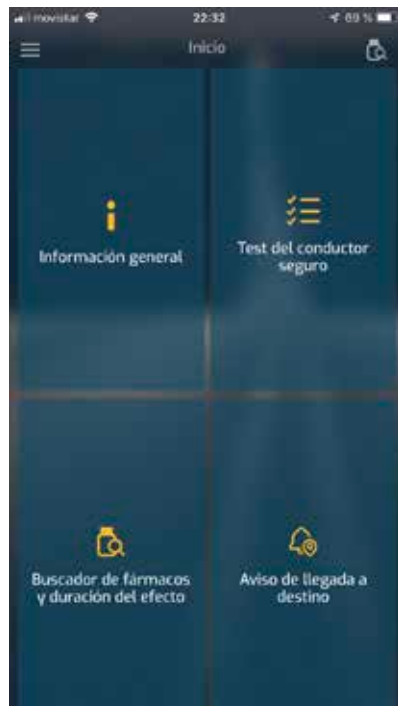 movistar 22:32 69 %
Inicio
Información general
Test del conductor
seguro
Buscador de fármacos
y duración del efecto
Aviso de llegada a
destino